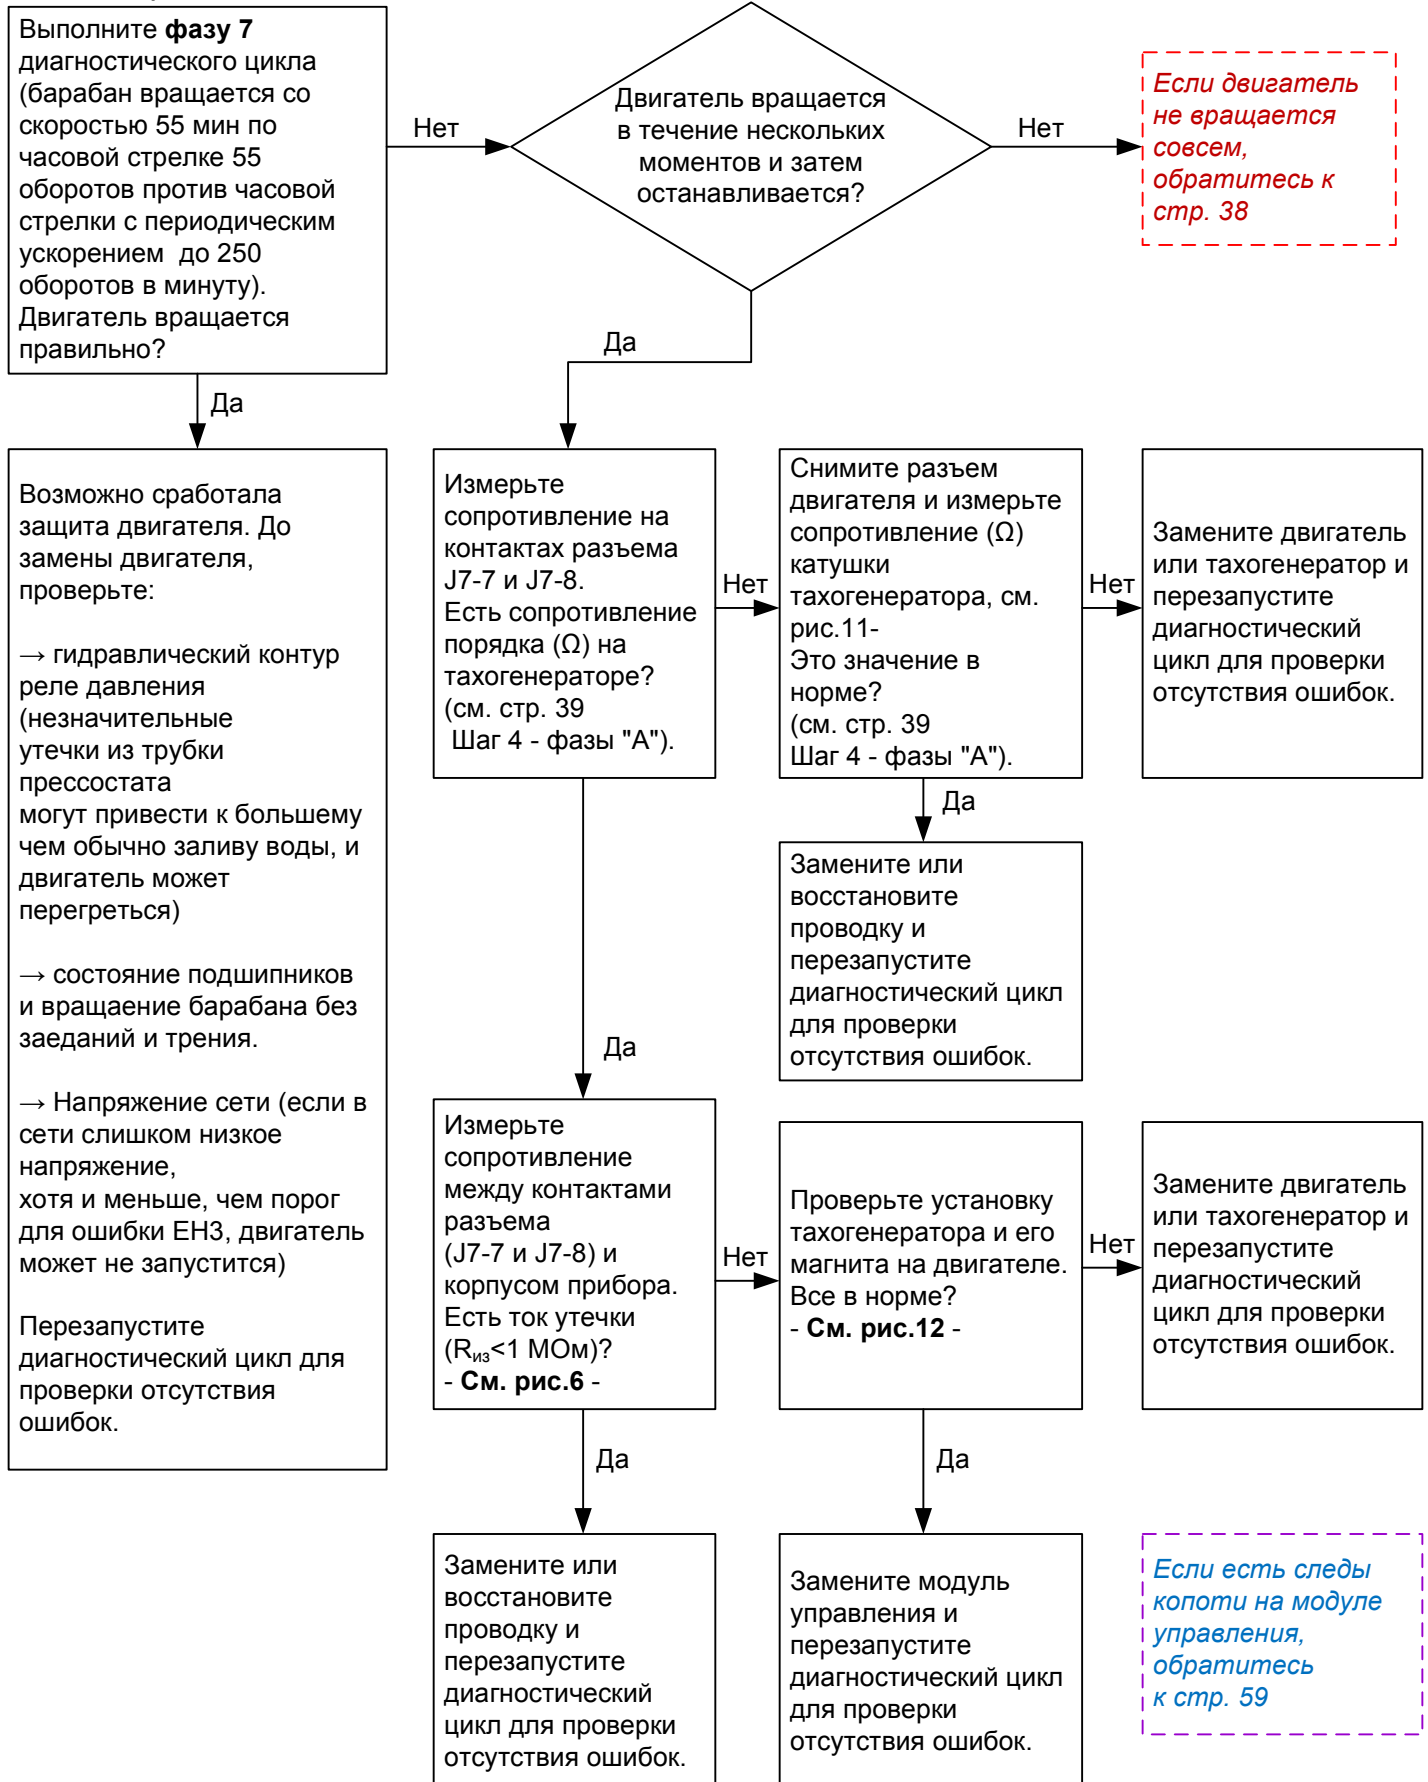 Выполните фазу 7
диагностического цикла
(барабан вращается со
скоростью 55 мин по
часовой стрелке 55
оборотов против часовой
стрелки с периодическим
ускорением до 250
оборотов в минуту).
Двигатель вращается
правильно?
Нет
Двигатель вращается
в течение нескольких
моментов и затем
останавливается?
Нет
Если двигатель
не вращается
совсем,
обратитесь к
стр. 38
Да
Да
Возможно сработала
защита двигателя. До
замены двигателя,
проверьте:
→ гидравлический контур
реле давления
(незначительные
утечки из трубки
прессостата
могут привести к большему
чем обычно заливу воды, и
двигатель может
перегреться)
→ состояние подшипников
и вращаение барабана без
заеданий и трения.
→ Напряжение сети (если в
сети слишком низкое
напряжение,
хотя и меньше, чем порог
для ошибки EH3, двигатель
может не запустится)
Перезапустите
диагностический цикл для
проверки отсутствия
ошибок.
Измерьте
сопротивление на
контактах разъема
J7-7 и J7-8.
Есть сопротивление
порядка (Ω) на
тахогенераторе?
(см. стр. 39
Шаг 4 - фазы "А").
Нет
Снимите разъем
двигателя и измерьте
сопротивление (Ω)
катушки
тахогенератора, см.
рис.11-
Это значение в
норме?
(см. стр. 39
Шаг 4 - фазы "А").
Нет
Замените двигатель
или тахогенератор и
перезапустите
диагностический
цикл для проверки
отсутствия ошибок.
Да
Замените или
восстановите
проводку и
перезапустите
диагностический цикл
для проверки
отсутствия ошибок.
Да
Измерьте
сопротивление
между контактами
разъема
(J7-7 и J7-8) и
корпусом прибора.
Есть ток утечки
(Rиз<1 МОм)?
- См. рис.6 -
Нет
Проверьте установку
тахогенератора и его
магнита на двигателе.
Все в норме?
- См. рис.12 -
Нет
Замените двигатель
или тахогенератор и
перезапустите
диагностический
цикл для проверки
отсутствия ошибок.
Да
Да
Замените или
восстановите
проводку и
перезапустите
диагностический
цикл для проверки
отсутствия ошибок.
Замените модуль
управления и
перезапустите
диагностический цикл
для проверки
отсутствия ошибок.
Если есть следы
копоти на модуле
управления,
обратитесь
к стр. 59